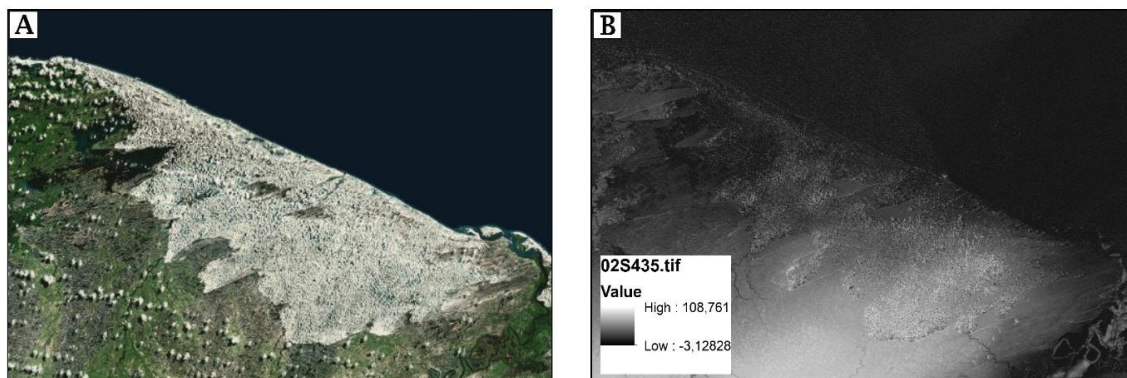 A
B
02S435.tif
Value
High : 108,761
Low : -3,12828